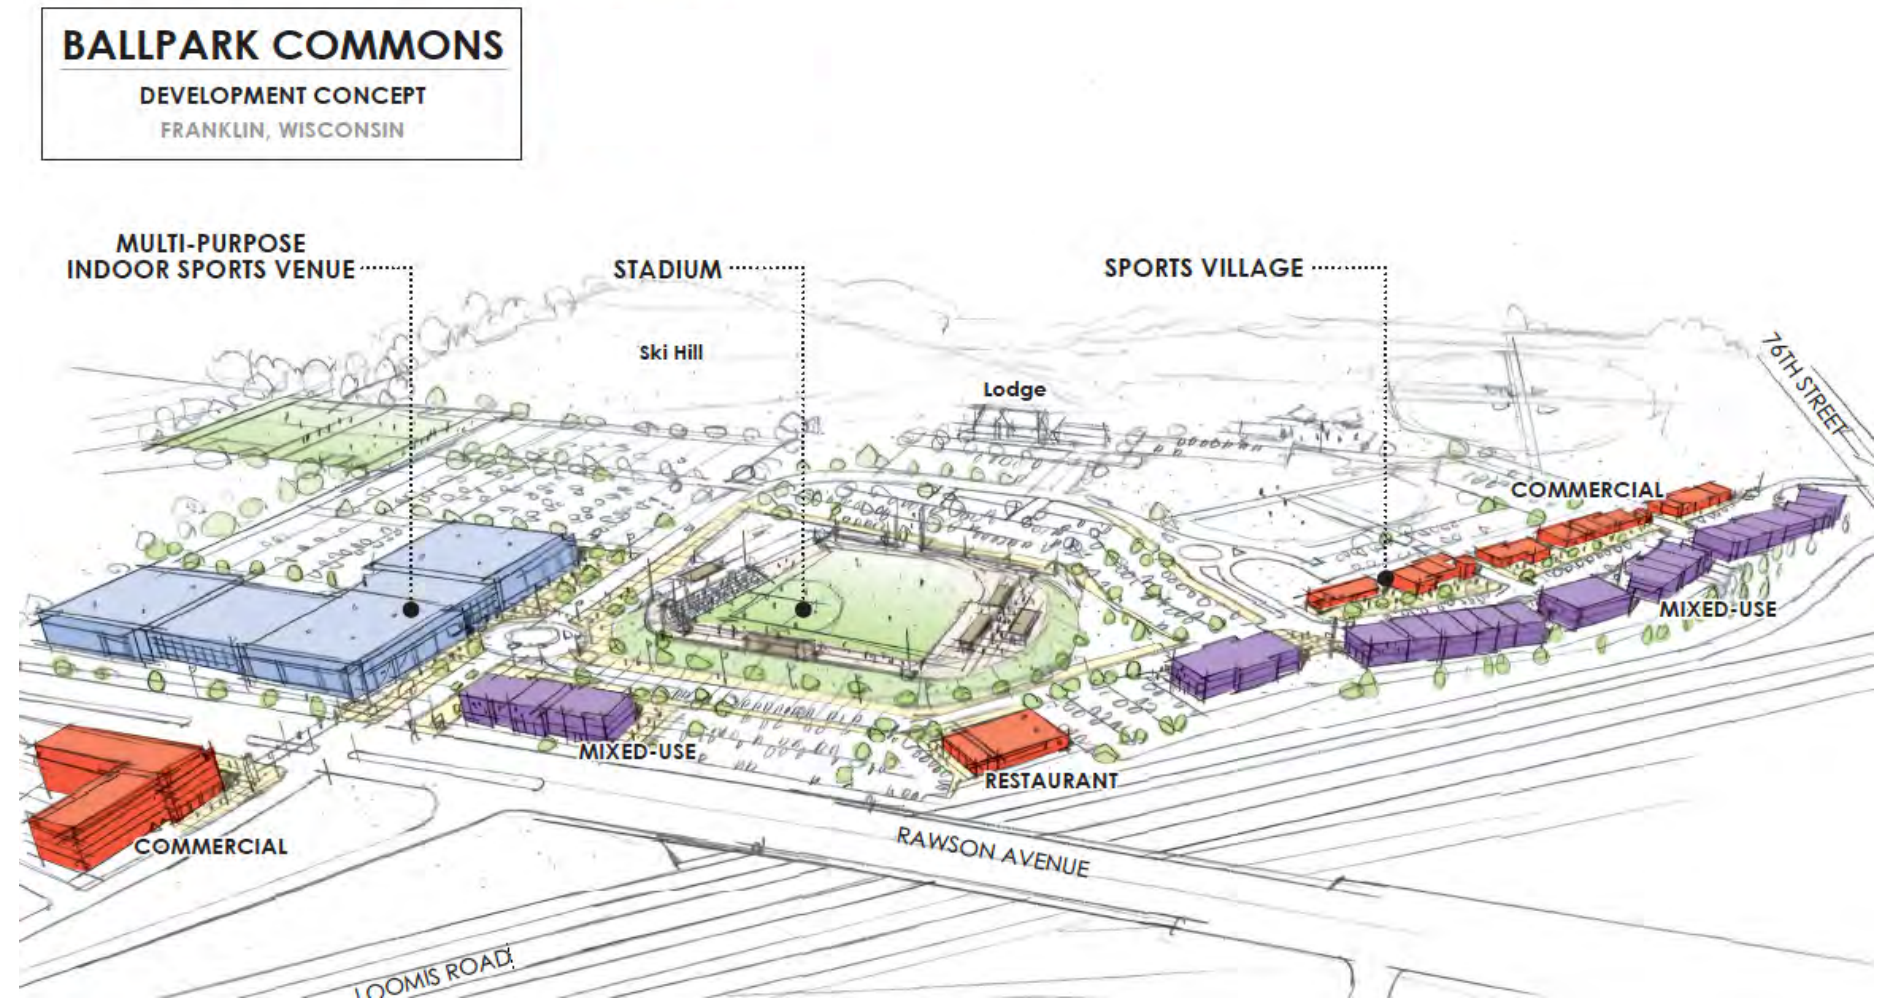 BALLPARK COMMONS
DEVELOPMENT CONCEPT
FRANKLIN, WISCONSIN
MULTI-PURPOSE
INDOOR SPORTS VENUE
STADIUM
SPORTS VILLAGE
Ski Hill
Lodge
76TH STREET
COMMERCIAL
MIXED-USE
MIXED-USE
RESTAURANT
COMMERCIAL
RAWSON AVENUE
LOOMIS ROAD